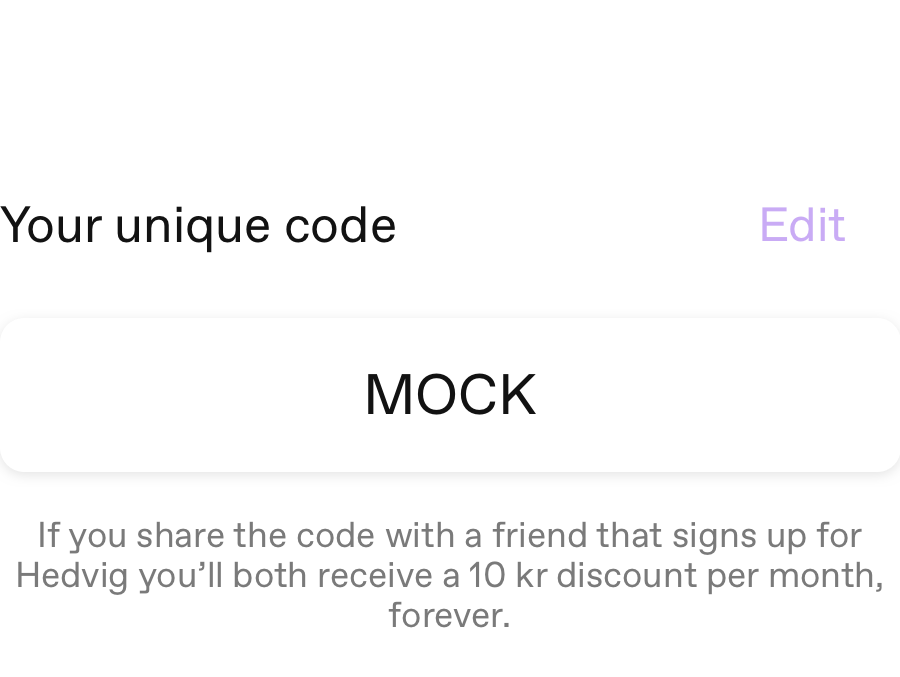 Your unique code
Edit
MOCK
If you share the code with a friend that signs up for
Hedvig you’ll both receive a 10 kr discount per month,
forever.